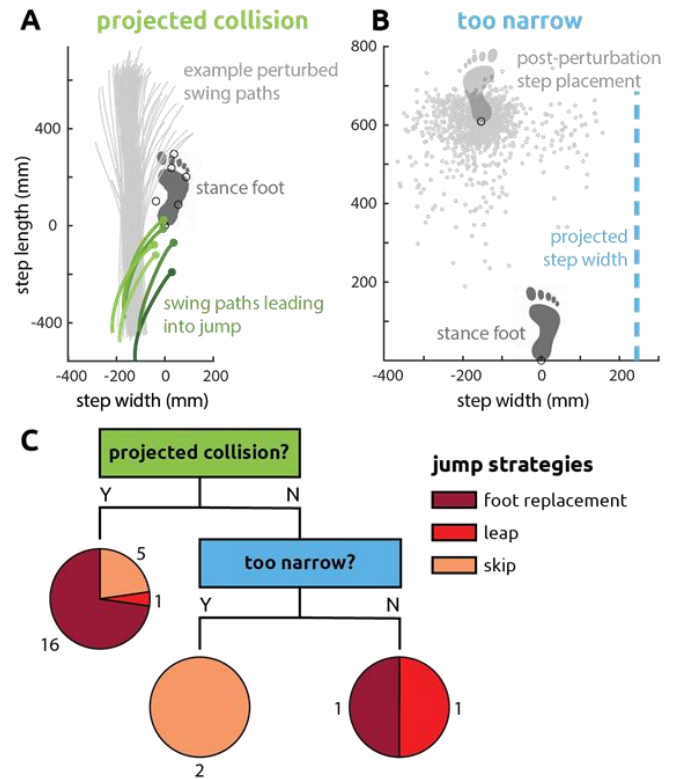 A
projected collision
example perturbed
swing paths
400
0
-400
stance foot
swing paths leading
into jump
step length (mm)
-400
-200
0
200
step width (mm)
B
too narrow
800
600
400
200
post-perturbation
step placement
projected
step width
stance foot
-400
-200
0
200
step width (mm)
C
projected collision?
Y
N
too narrow?
Y
N
5
1
16
2
1
1
jump strategies
foot replacement
leap
skip